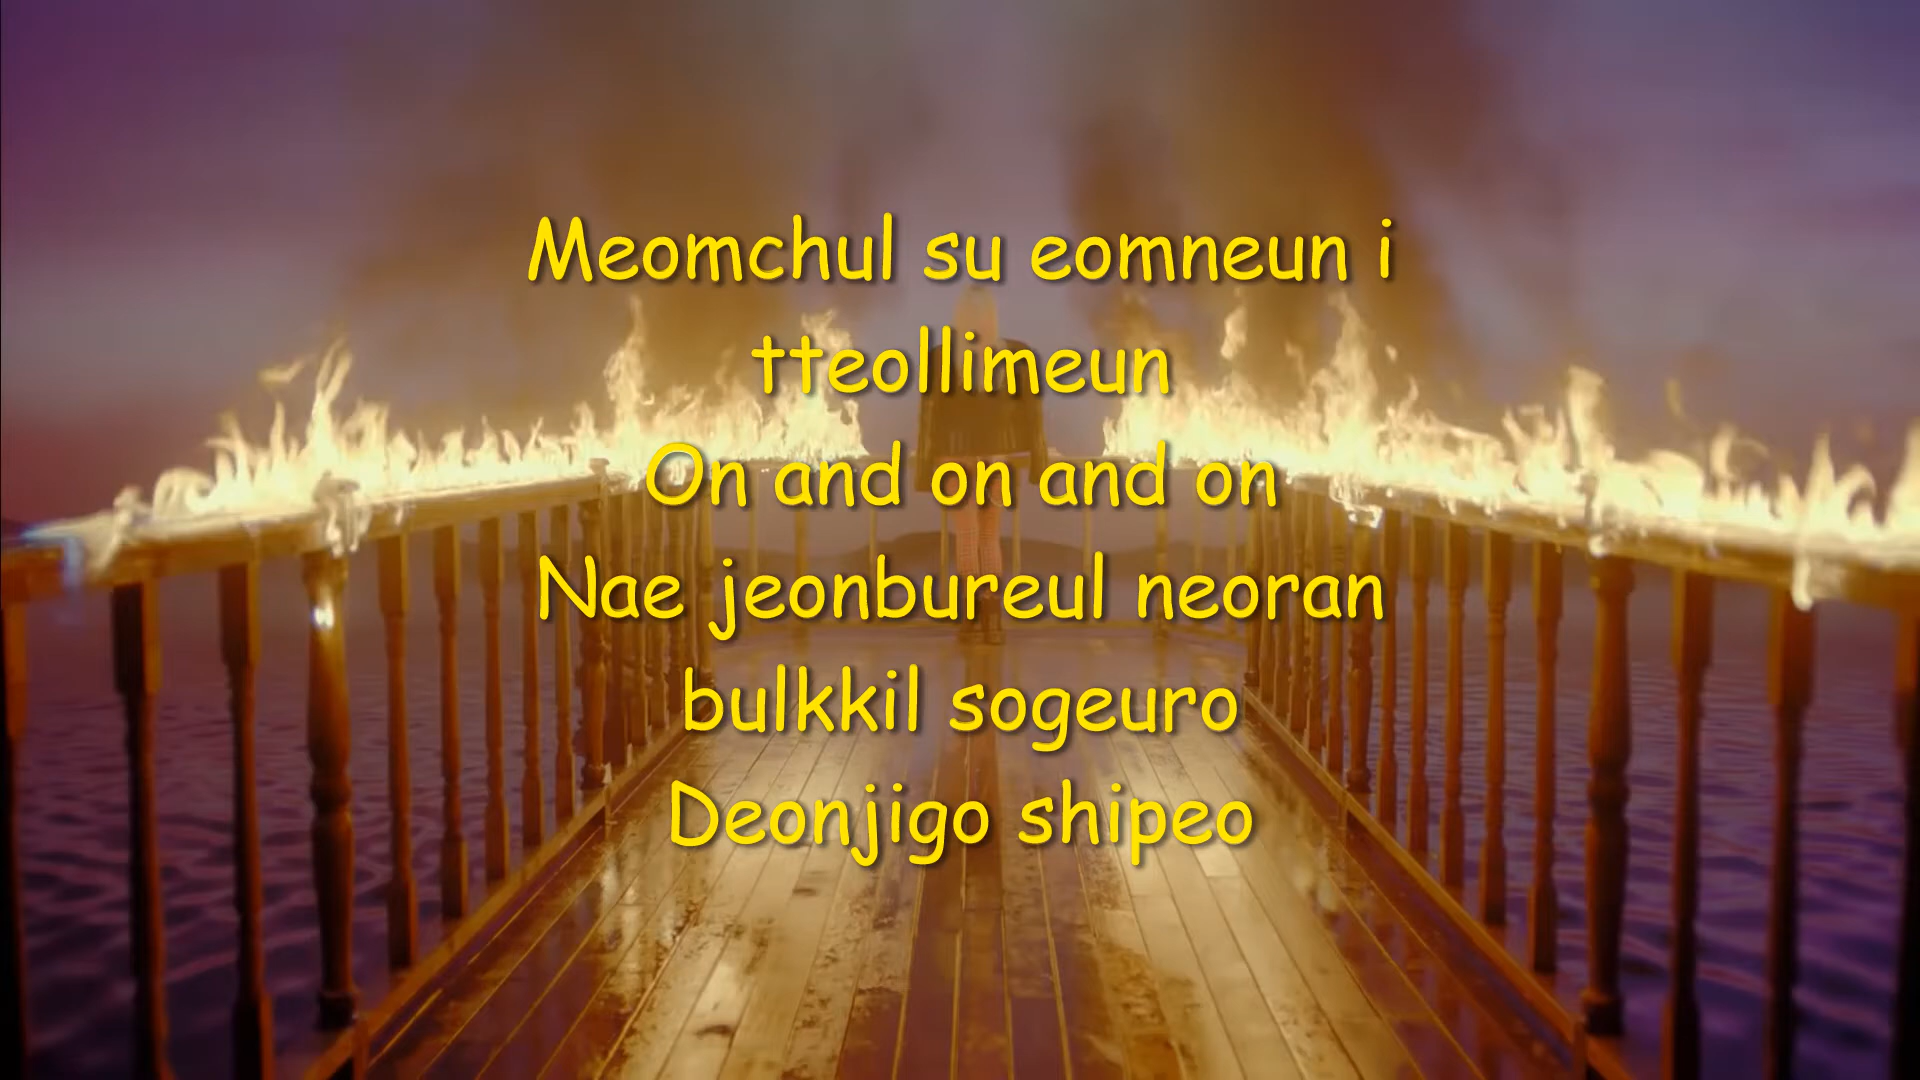 Meomchul su eomneun i
tteollimeun
On and on and on
Nae jeonbureul neoran
bulkkil sogeuro
Deonjigo shipeo